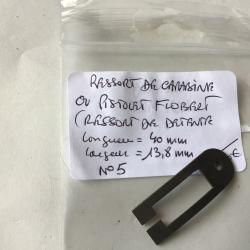 RESSORT DE CARABINE
OU PISTOLET FLOBERT
(RESSORT DE DETENTE
Longueur = 40 mm
Largeur = 13,8 mm
N°5
€